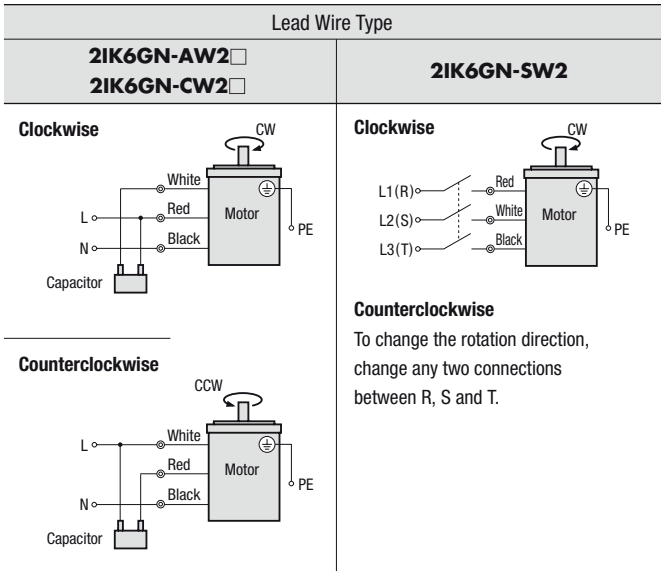 Lead Wire Type
2IK6GN-AW2□
2IK6GN-CW2□
2IK6GN-SW2
Clockwise
CW
White
L
Red
Motor
N
Black
PE
Capacitor
Counterclockwise
CCW
L
White
Red
Motor
N
Black
PE
Capacitor
Clockwise
CW
L1(R)
Red
L2(S)
White
Motor
L3(T)
Black
PE
Counterclockwise
To change the rotation direction,
change any two connections
between R, S and T.